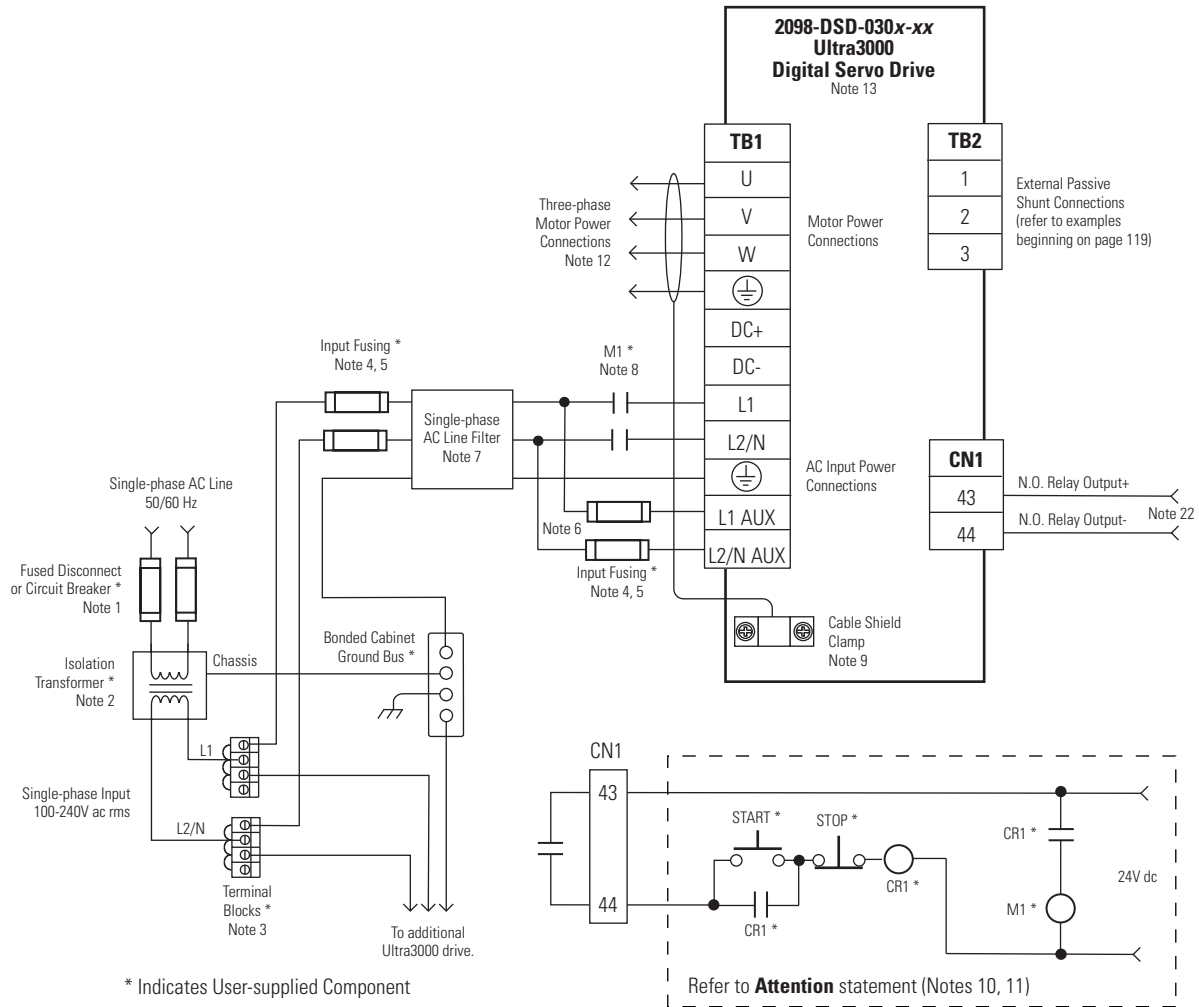 2098-DSD-030x-xx
Ultra3000
Digital Servo Drive
Note 13
TB1
U
V
W
DC+
DC-
L1
L2/N
L1 AUX
L2/N AUX
TB2
1
2
3
External Passive
Shunt Connections
(refer to examples
beginning on page 119)
Three-phase
Motor Power
Connections
Note 12
Motor Power
Connections
Input Fusing *
Note 4, 5
M1 *
Note 8
Single-phase
AC Line Filter
Note 7
AC Input Power
Connections
CN1
43
44
N.O. Relay Output+
N.O. Relay Output-
Note 22
Single-phase AC Line
50/60 Hz
Note 6
Input Fusing *
Note 4, 5
Fused Disconnect
or Circuit Breaker *
Note 1
Cable Shield
Clamp
Note 9
Isolation
Transformer *
Note 2
Chassis
Bonded Cabinet
Ground Bus *
L1
Single-phase Input
100-240V ac rms
L2/N
Terminal
Blocks *
Note 3
To additional
Ultra3000 drive.
CN1
43
44
START *
STOP *
CR1 *
CR1 *
CR1 *
M1 *
24V dc
* Indicates User-supplied Component
Refer to Attention statement (Notes 10, 11)